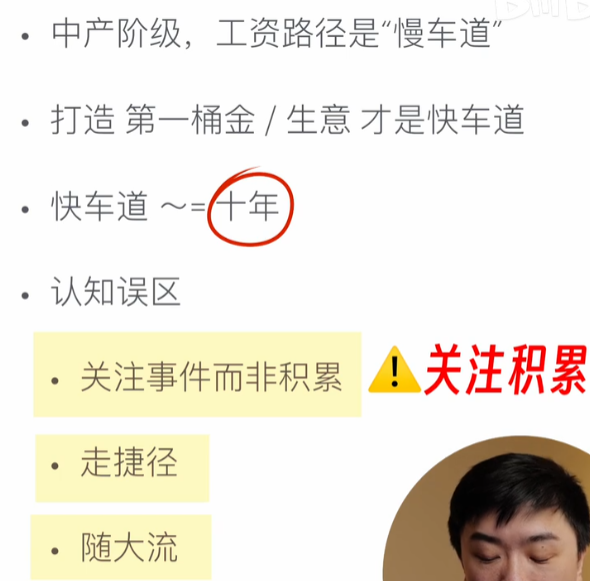 中产阶级，工资路径是“慢车道”
打造 第一桶金 / 生意 才是快车道
快车道 ～= 十年
认知误区
关注事件而非积累
⚠关注积累
走捷径
随大流